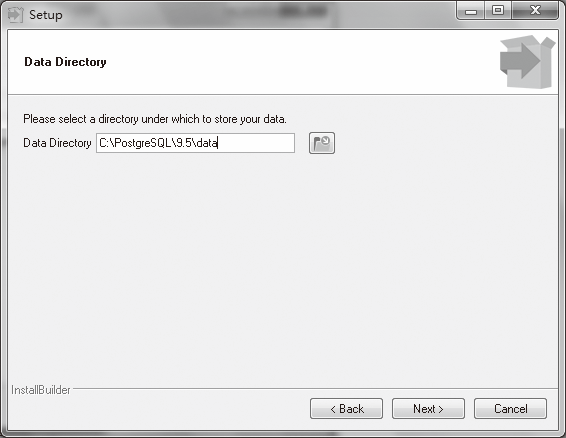 Setup
Data Directory
Please select a directory under which to store your data.
Data Directory C:\PostgreSQL\9.5\data
InstallBuilder
< Back Next > Cancel